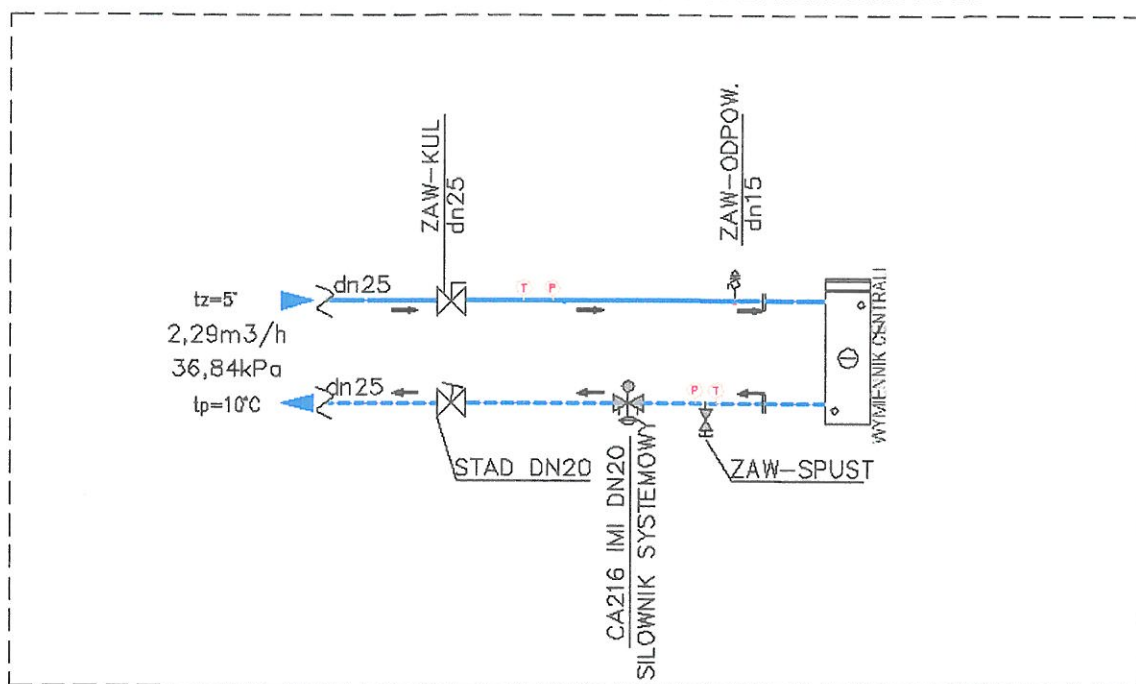 ZAW-KUL
dn25
ZAW-ODPOW.
dn15
dn25
T P
tz=5°
2,29m3/h
36,84kPa
tp=10°C
dn25
P T
STAD DN20
ZAW-SPUST
CA216 IMI DN20
SILOWNIK SYSTEMOWY
WYMIENNIK CENTRALI